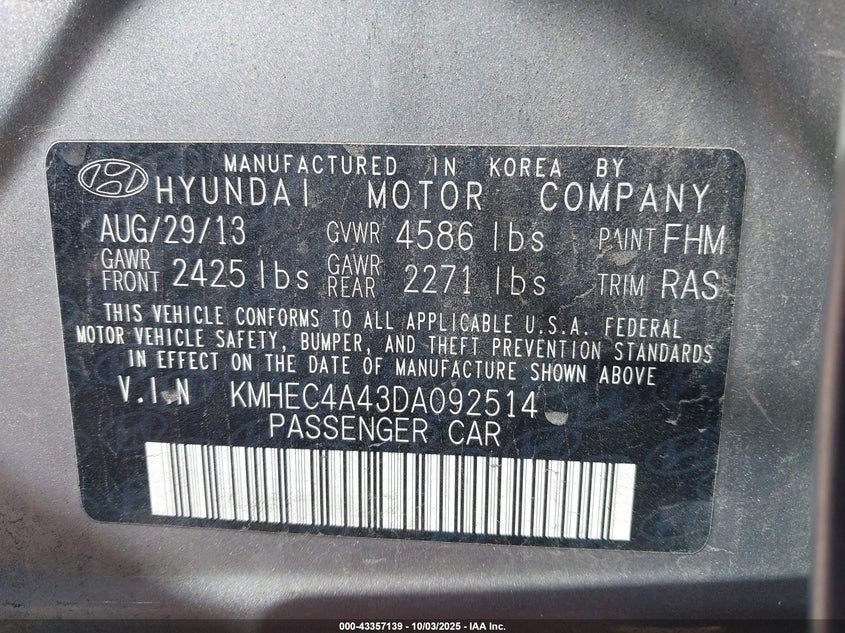 MANUFACTURED IN KOREA BY
HYUNDAI MOTOR COMPANY
AUG/29/13 GVWR 4586 lbs PAINT FHM
GAWR FRONT 2425 lbs GAWR REAR 2271 lbs TRIM RAS
THIS VEHICLE CONFORMS TO ALL APPLICABLE U.S.A. FEDERAL
MOTOR VEHICLE SAFETY, BUMPER, AND THEFT PREVENTION STANDARDS
IN EFFECT ON THE DATE OF MANUFACTURE SHOWN ABOVE
V.I.N KMHEC4A43DA092514
PASSENGER CAR
000-43357139 - 10/03/2025 - IAA Inc.